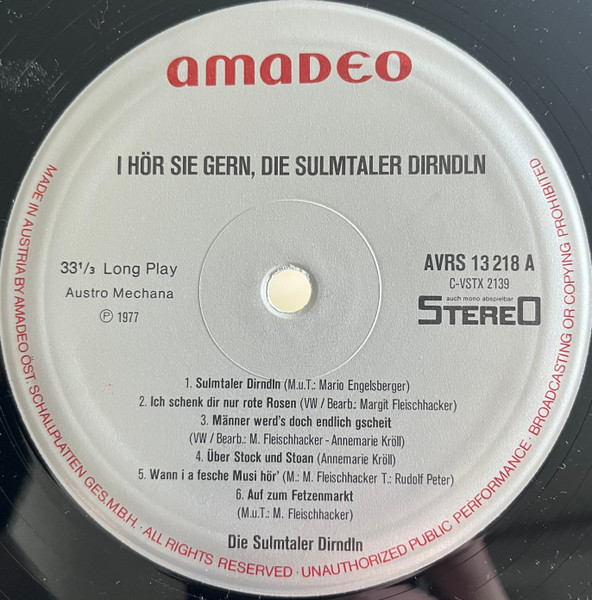 amadeo
I HÖR SIE GERN, DIE SULMTALER DIRNDLN
33 1/3 Long Play
Austro Mechana
Ⓟ 1977
AVRS 13 218 A
C-VSTX 2139
auch mono abspielbar
STEREO
1. Sulmtaler Dirndln (M.u.T.: Mario Engelsberger)
2. Ich schenk dir nur rote Rosen (VW / Bearb: Margit Fleischhacker)
3. Männer werd's doch endlich gscheit
(VW / Bearb.: M. Fleischhacker - Annemarie Kröll)
4. Über Stock und Stoan (Annemarie Kröll)
5. Wann i a fesche Musi hör' (M.: M. Fleischhacker T.: Rudolf Peter)
6. Auf zum Fetzenmarkt
(M.u.T.: M. Fleischhacker)
Die Sulmtaler Dirndln
MADE IN AUSTRIA BY AMADEO ÖST. SCHALLPLATTEN GES.M.B.H. · ALL RIGHTS RESERVED · UNAUTHORIZED PUBLIC PERFORMANCE · BROADCASTING OR COPYING PROHIBITED